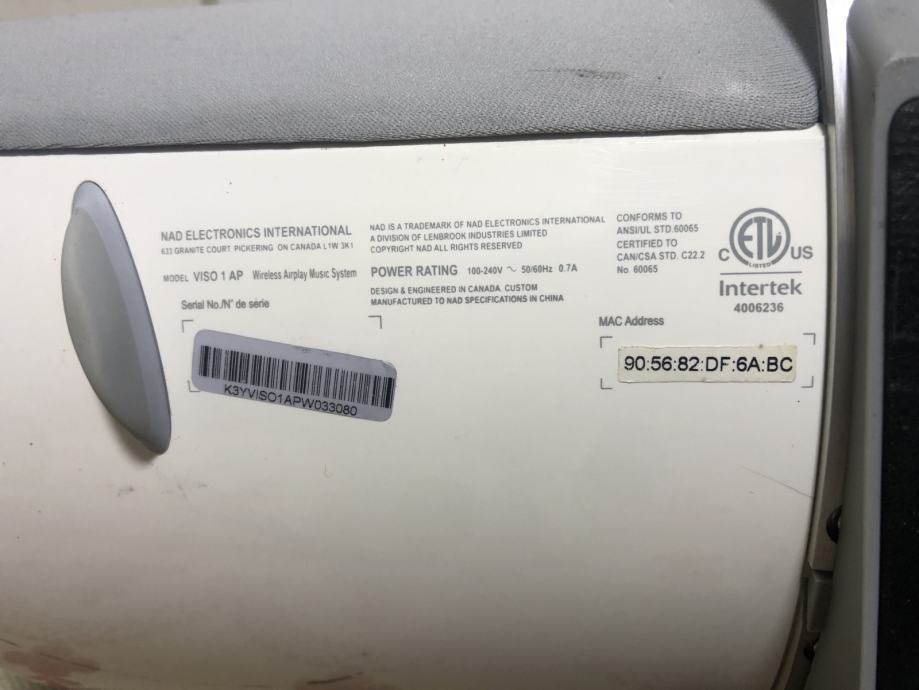 NAD ELECTRONICS INTERNATIONAL
633 GRANITE COURT PICKERING ON CANADA L1W 3K1
MODEL VISO 1 AP Wireless Airplay Music System
Serial No./N° de série
K3YVISO1APW033080
NAD IS A TRADEMARK OF NAD ELECTRONICS INTERNATIONAL
A DIVISION OF LENBROOK INDUSTRIES LIMITED
COPYRIGHT NAD ALL RIGHTS RESERVED
POWER RATING 100-240V ~ 50/60Hz 0.7A
DESIGN & ENGINEERED IN CANADA. CUSTOM
MANUFACTURED TO NAD SPECIFICATIONS IN CHINA
CONFORMS TO
ANSI/UL STD.60065
CERTIFIED TO
CAN/CSA STD. C22.2
No. 60065
C ETL US
LISTED
Intertek
4006236
MAC Address
90:56:82:DF:6A:BC